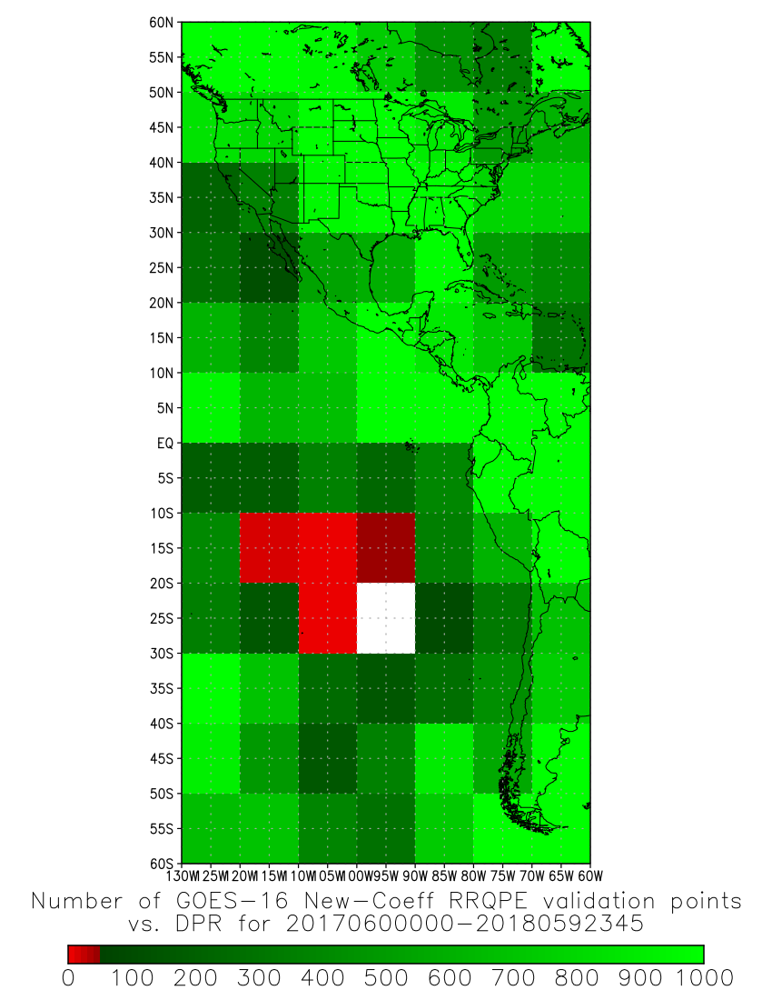 60N
55N
50N
45N
40N
35N
30N
25N
20N
15N
10N
5N
EQ
5S
10S
15S
20S
25S
30S
35S
40S
45S
50S
55S
60S
130W 125W 120W 115W 110W 105W 100W 95W 90W 85W 80W 75W 70W 65W 60W
Number of GOES-16 New-Coeff RRQPE validation points
vs. DPR for 20170600000-20180592345
0 100 200 300 400 500 600 700 800 900 1000